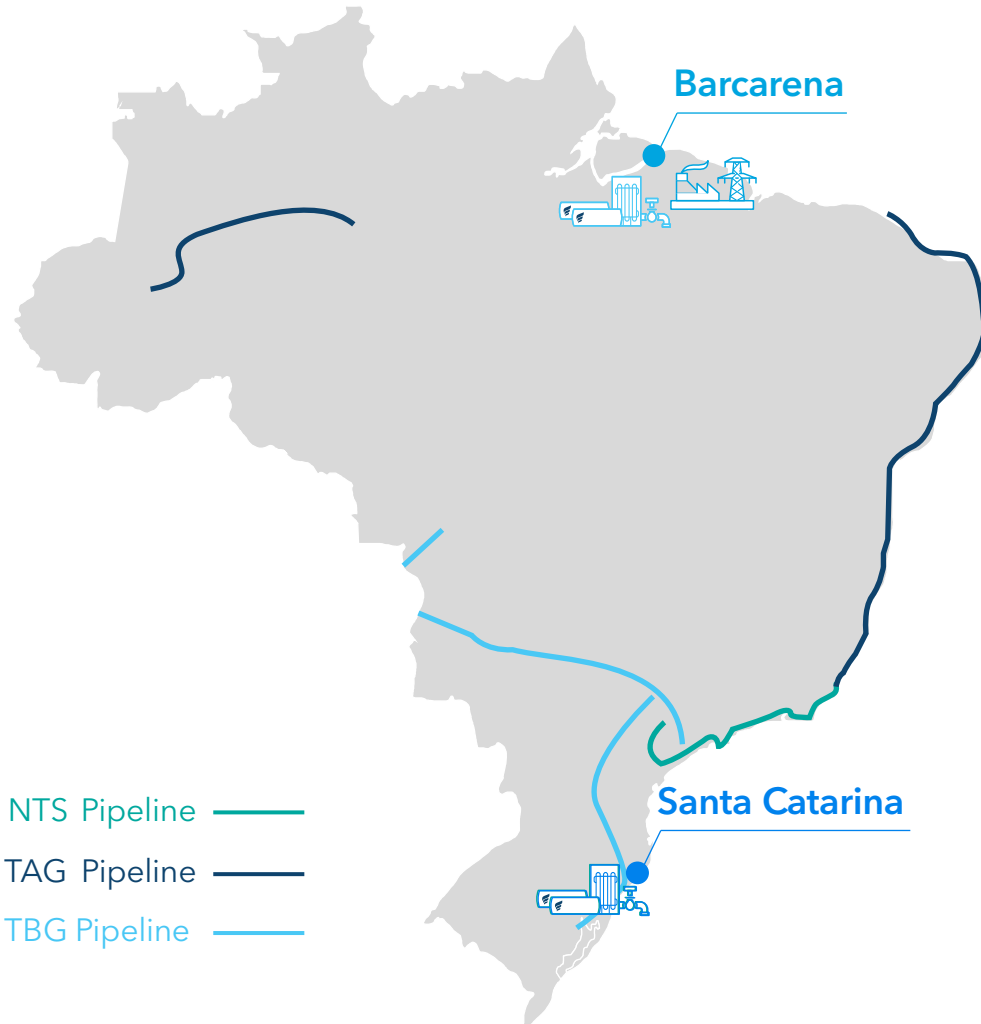 Barcarena
Santa Catarina
NTS Pipeline
TAG Pipeline
TBG Pipeline